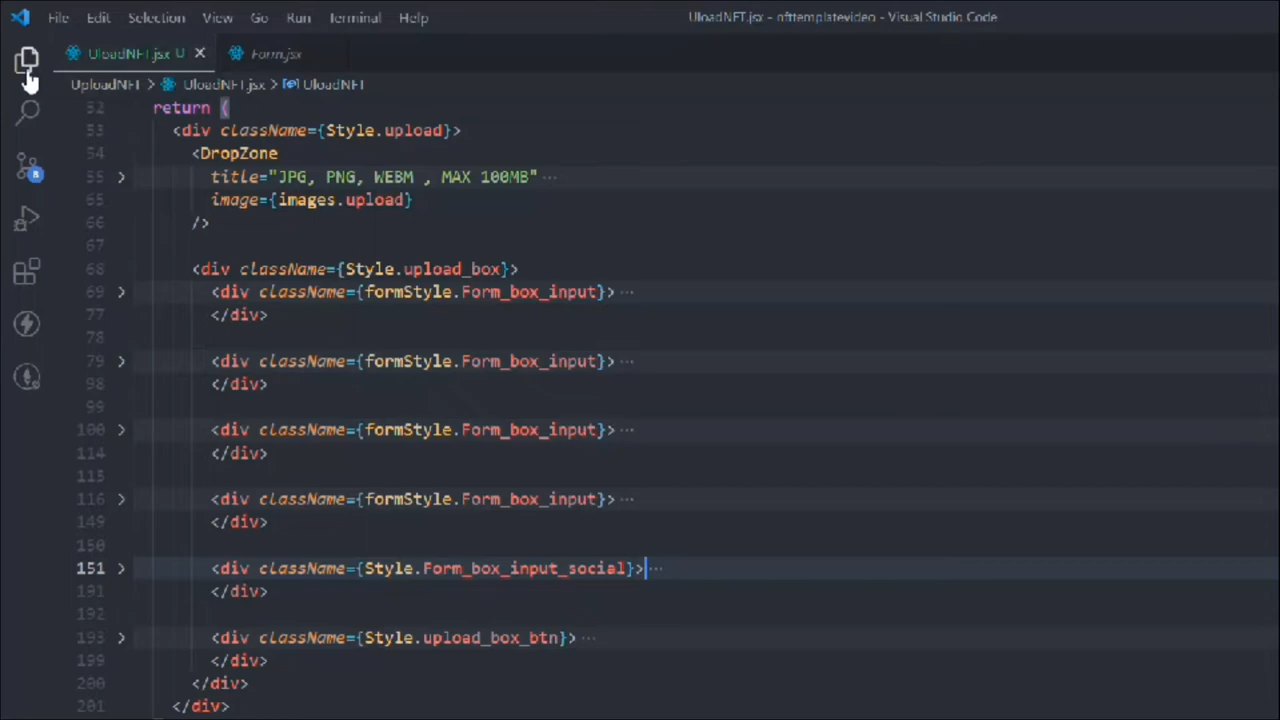 File Edit Selection View Go Run Terminal Help UloadNFT.jsx - nfttemplatevideo - Visual Studio Code
UloadNFT.jsx U Form.jsx
UploadNFT > UloadNFT.jsx > UloadNFT
52 return (
53 <div className={Style.upload}>
54 <DropZone
55 title="JPG, PNG, WEBM , MAX 100MB" ...
65 image={images.upload}
66 />
67
68 <div className={Style.upload_box}>
69 <div className={formStyle.Form_box_input}> ...
77 </div>
78
79 <div className={formStyle.Form_box_input}> ...
98 </div>
99
100 <div className={formStyle.Form_box_input}> ...
114 </div>
115
116 <div className={formStyle.Form_box_input}> ...
149 </div>
150
151 <div className={Style.Form_box_input_social}> ...
191 </div>
192
193 <div className={Style.upload_box_btn}> ...
199 </div>
200 </div>
201 </div>